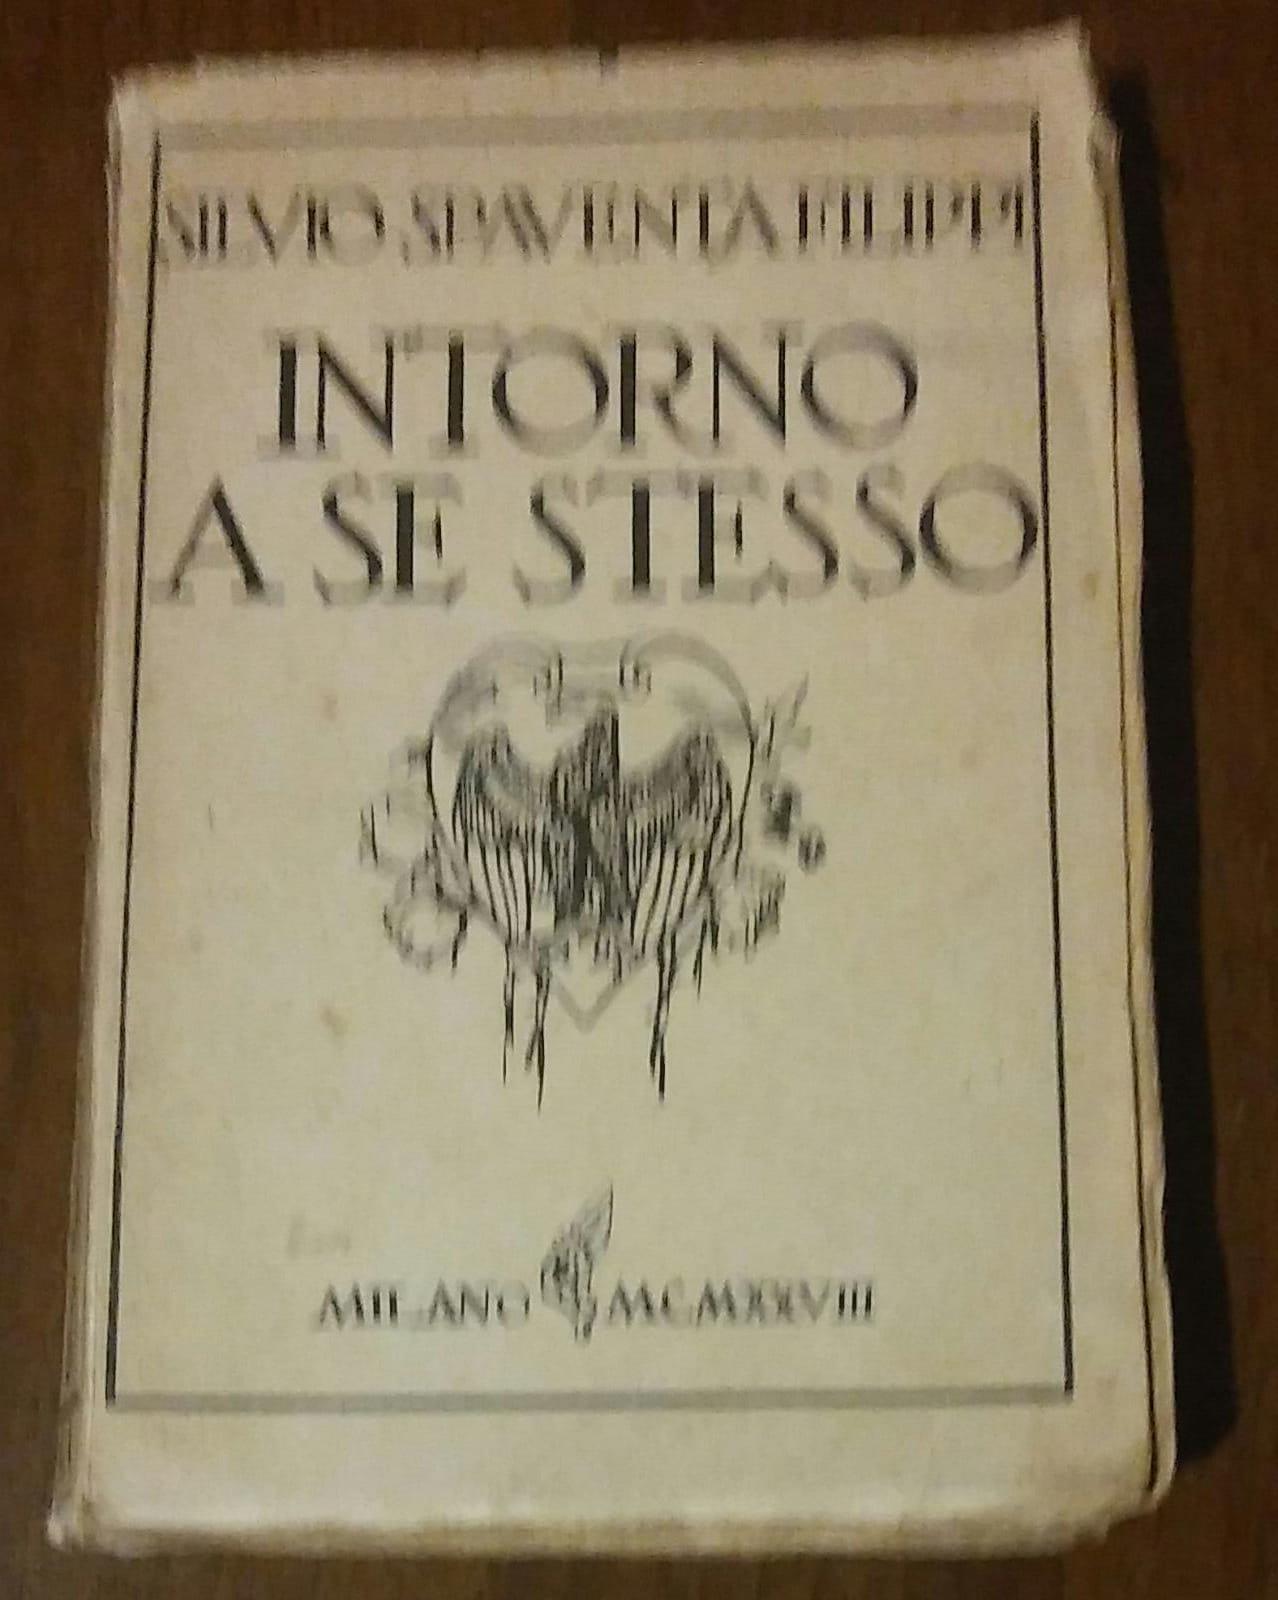 SILVIO SPAVENTA FILIPPI
INTORNO
A SE STESSO
MILANO MCMXXVIII